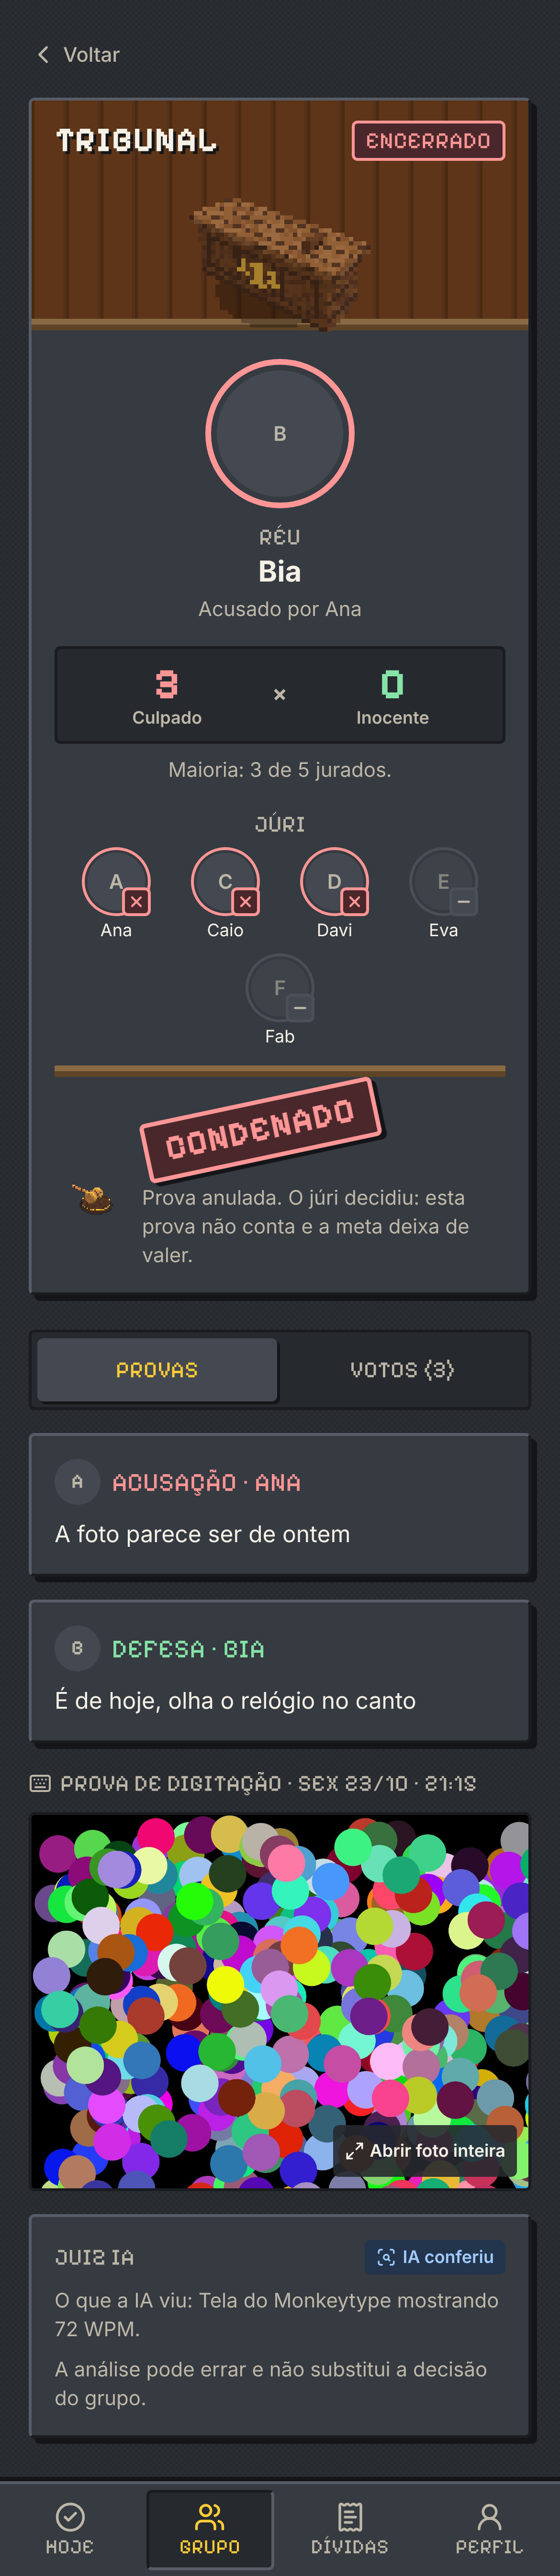 Voltar
TRIBUNAL
ENCERRADO
B
RÉU
Bia
Acusado por Ana
3 × 0
Culpado Inocente
Maioria: 3 de 5 jurados.
JÚRI
A C D E
Ana Caio Davi Eva
F
Fab
CONDENADO
Prova anulada. O júri decidiu: esta
prova não conta e a meta deixa de
valer.
PROVAS VOTOS (3)
A ACUSAÇÃO · ANA
A foto parece ser de ontem
B DEFESA · BIA
É de hoje, olha o relógio no canto
PROVA DE DIGITAÇÃO · SEX 23/10 · 21:15
Abrir foto inteira
JUIZ IA
IA conferiu
O que a IA viu: Tela do Monkeytype mostrando
72 WPM.
A análise pode errar e não substitui a decisão
do grupo.
HOJE GRUPO DÍVIDAS PERFIL